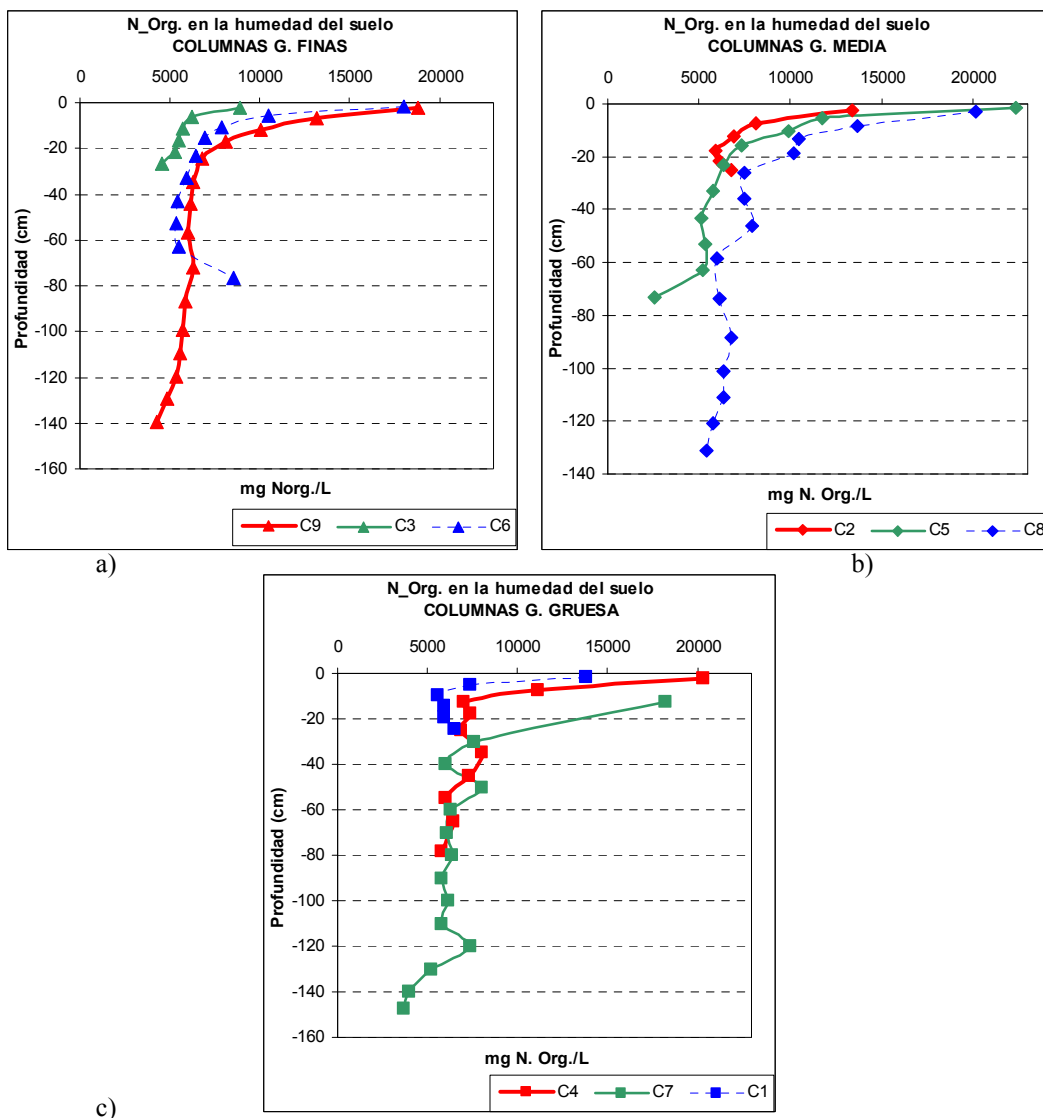 N_Org. en la humedad del suelo
COLUMNAS G. FINAS
0 5000 10000 15000 20000
0
-20
-40
-60
-80
-100
-120
-140
-160
Profundidad (cm)
mg Norg./L
C9 C3 C6
a)
N_Org. en la humedad del suelo
COLUMNAS G. MEDIA
0 5000 10000 15000 20000
0
-20
-40
-60
-80
-100
-120
-140
Profundidad (cm)
mg N. Org./L
C2 C5 C8
b)
N_Org. en la humedad del suelo
COLUMNAS G. GRUESA
0 5000 10000 15000 20000
0
-20
-40
-60
-80
-100
-120
-140
-160
Profundidad (cm)
mg N. Org./L
C4 C7 C1
c)